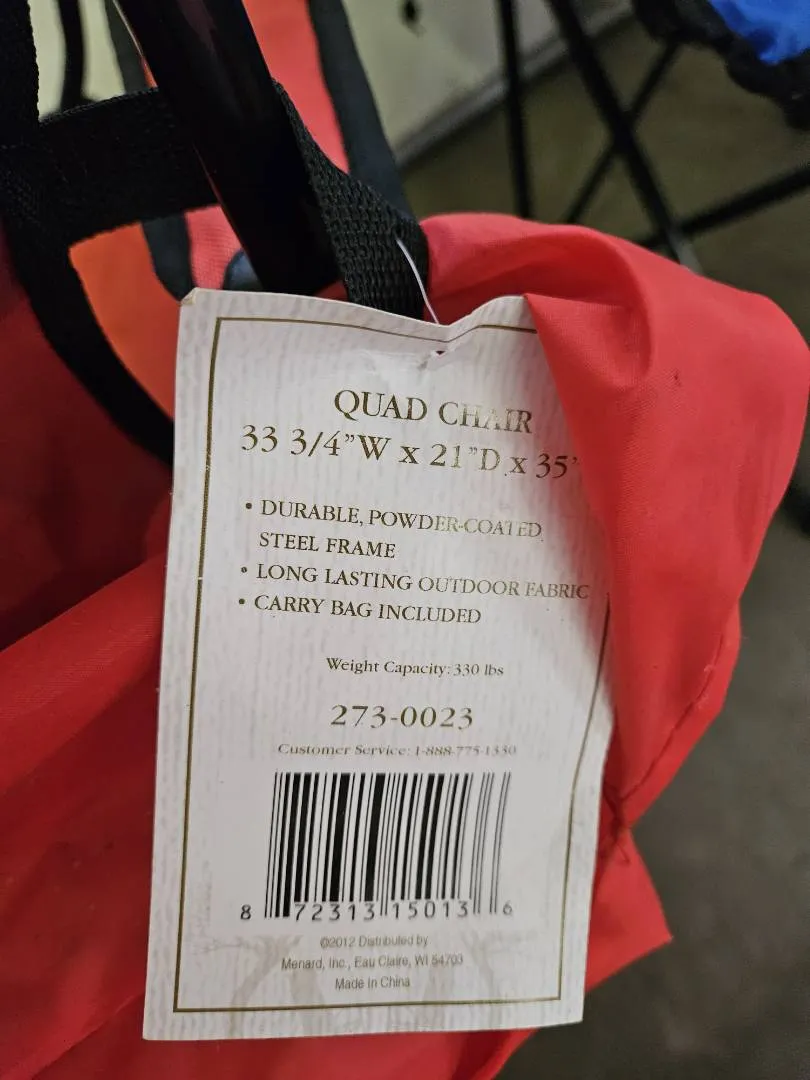 QUAD CHAIR
33 3/4”W x 21”D x 35”
• DURABLE, POWDER-COATED
STEEL FRAME
• LONG LASTING OUTDOOR FABRIC
• CARRY BAG INCLUDED
Weight Capacity: 330 lbs
273-0023
Customer Service: 1-888-775-1330
8 72313 15013 6
©2012 Distributed by
Menard, Inc., Eau Claire, WI 54703
Made In China